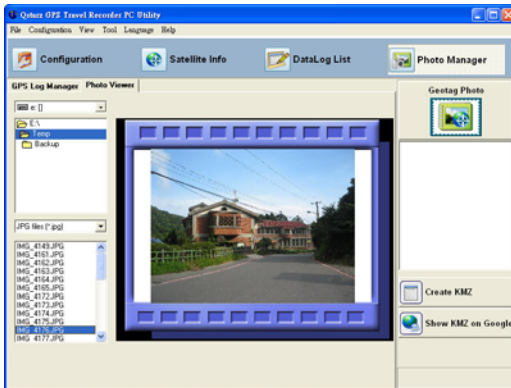 Qstarz GPS Travel Recorder PC Utility
File Configuration View Tool Language Help
Configuration
Satellite Info
DataLog List
Photo Manager
GPS Log Manager
Photo Viewer
e: []
E:\
Temp
Backup
JPG files (*.jpg)
IMG_4149.JPG
IMG_4161.JPG
IMG_4162.JPG
IMG_4163.JPG
IMG_4164.JPG
IMG_4165.JPG
IMG_4172.JPG
IMG_4173.JPG
IMG_4174.JPG
IMG_4175.JPG
IMG_4176.JPG
IMG_4177.JPG
Geotag Photo
Create KMZ
Show KMZ on Google